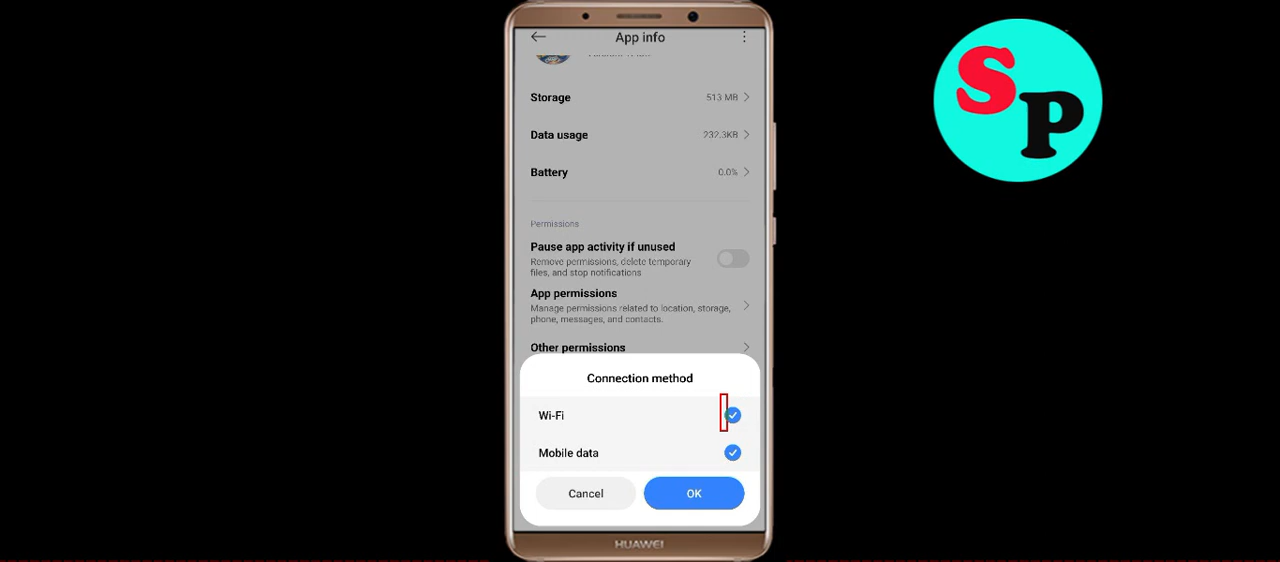 App info
Storage 513 MB
Data usage 232.3KB
Battery 0.0%
Permissions
Pause app activity if unused
Remove permissions, delete temporary
files, and stop notifications
App permissions
Manage permissions related to location, storage,
phone, messages, and contacts.
Other permissions
Connection method
Wi-Fi
Mobile data
Cancel OK
HUAWEI
SP